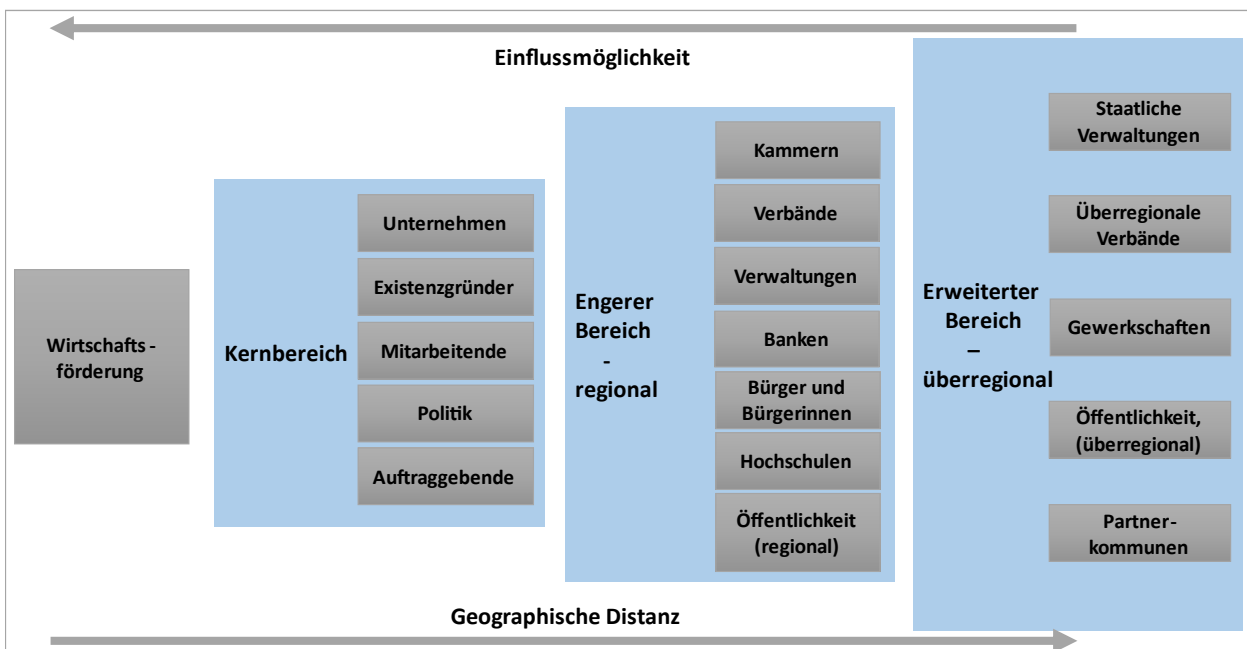 Einflussmöglichkeit
Wirtschafts -
förderung
Kernbereich
Unternehmen
Existenzgründer
Mitarbeitende
Politik
Auftraggebende
Engerer
Bereich
-
regional
Kammern
Verbände
Verwaltungen
Banken
Bürger und
Bürgerinnen
Hochschulen
Öffentlichkeit
(regional)
Erweiterter
Bereich
–
überregional
Staatliche
Verwaltungen
Überregionale
Verbände
Gewerkschaften
Öffentlichkeit,
(überregional)
Partner-
kommunen
Geographische Distanz